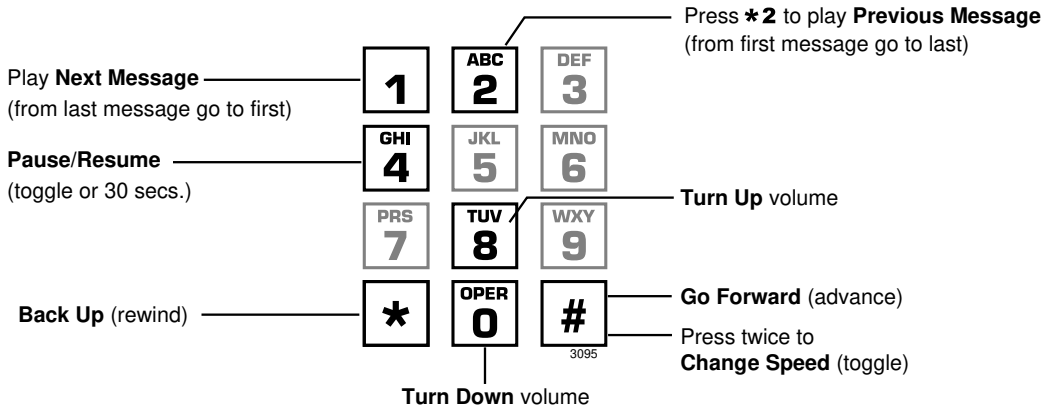 Press *2 to play Previous Message
(from first message go to last)
Play Next Message
(from last message go to first)
1
ABC
2
DEF
3
Pause/Resume
(toggle or 30 secs.)
GHI
4
JKL
5
MNO
6
Turn Up volume
PRS
7
TUV
8
WXY
9
Back Up (rewind)
*
OPER
0
#
Go Forward (advance)
Press twice to
Change Speed (toggle)
3095
Turn Down volume